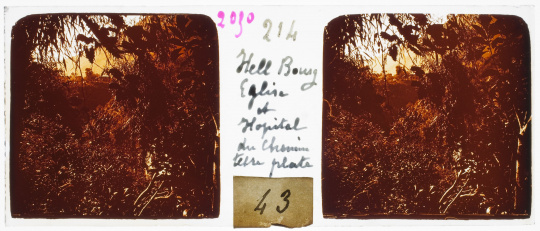 2090
214
Hell Bourg
Eglise
et
Hopital
du Chemin
terre plate
43